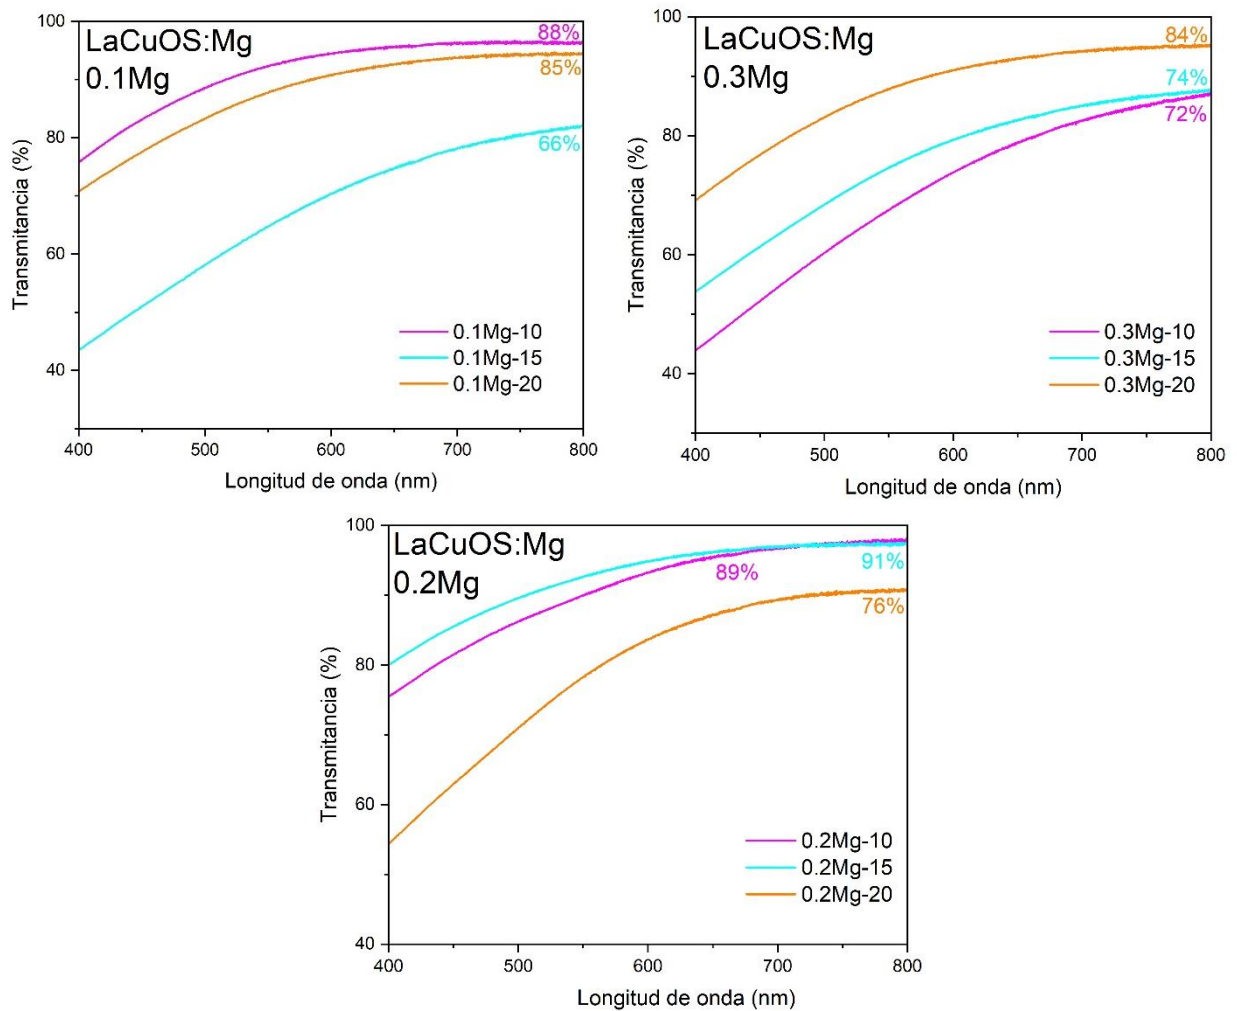 LaCuOS:Mg
0.1Mg
88%
85%
66%
100
80
60
40
400
500
600
700
800
Transmitancia (%)
Longitud de onda (nm)
0.1Mg-10
0.1Mg-15
0.1Mg-20
LaCuOS:Mg
0.3Mg
84%
74%
72%
100
80
60
40
400
500
600
700
800
Transmitancia (%)
Longitud de onda (nm)
0.3Mg-10
0.3Mg-15
0.3Mg-20
LaCuOS:Mg
0.2Mg
89%
91%
76%
100
80
60
40
400
500
600
700
800
Transmitancia (%)
Longitud de onda (nm)
0.2Mg-10
0.2Mg-15
0.2Mg-20